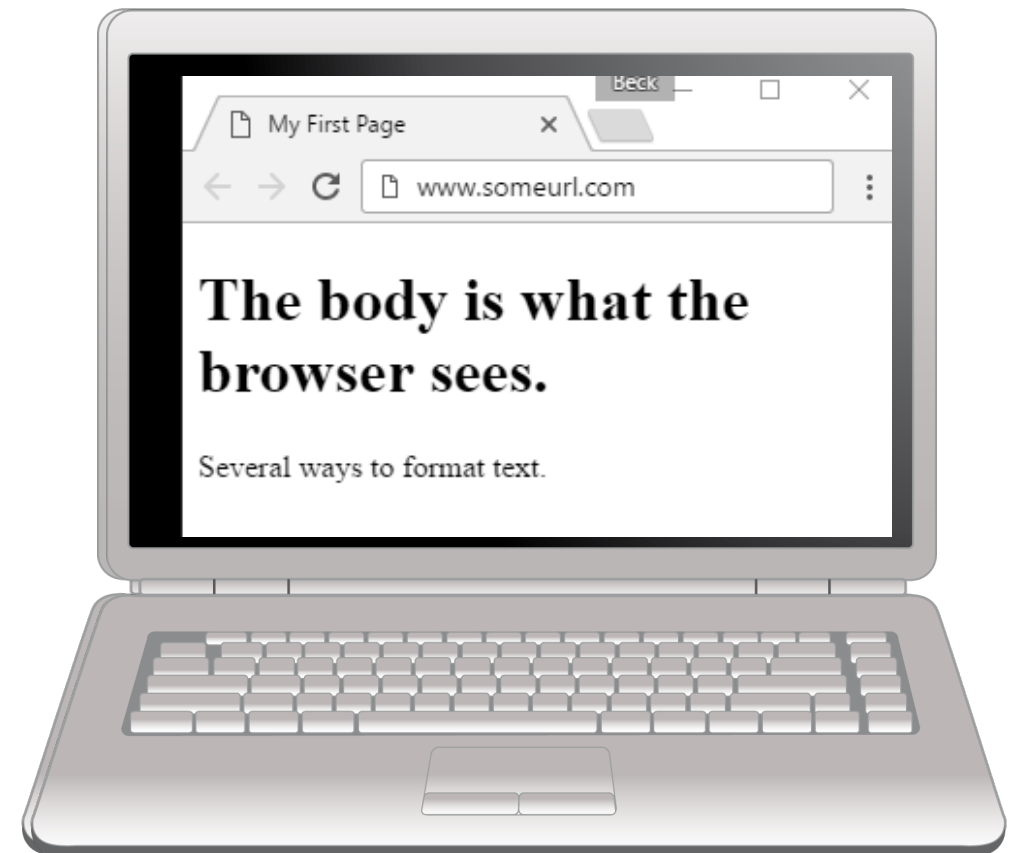 Beck
My First Page
www.someurl.com
The body is what the
browser sees.
Several ways to format text.